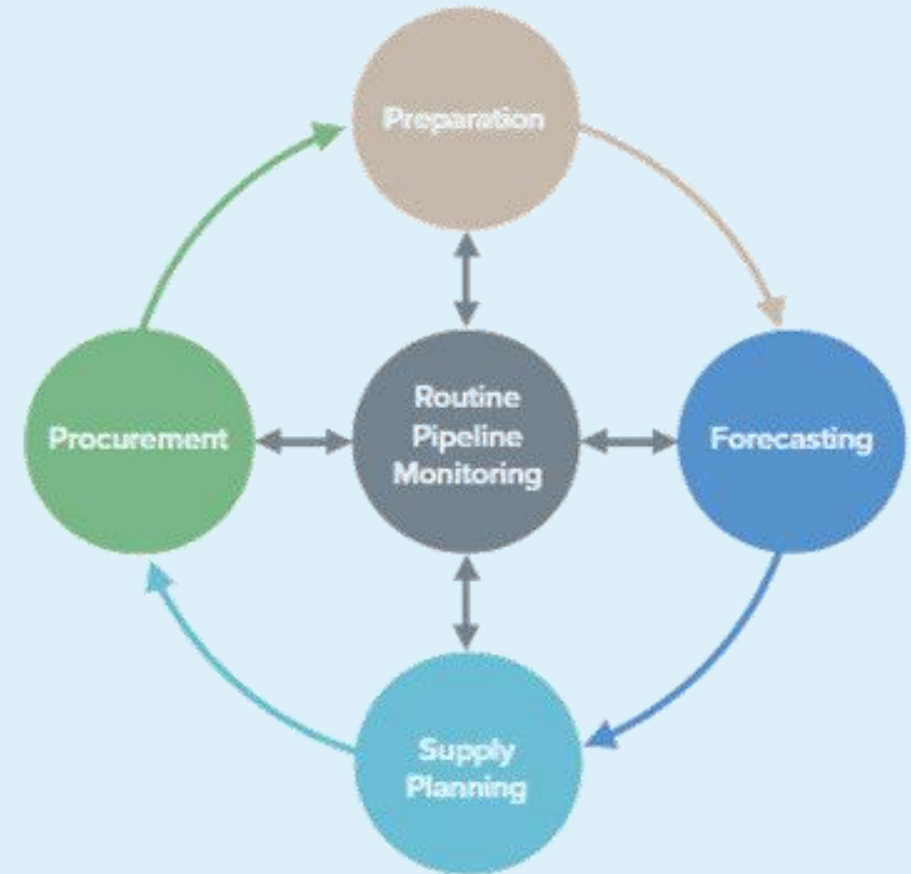 Preparation
Procurement
Routine
Pipeline
Monitoring
Forecasting
Supply
Planning